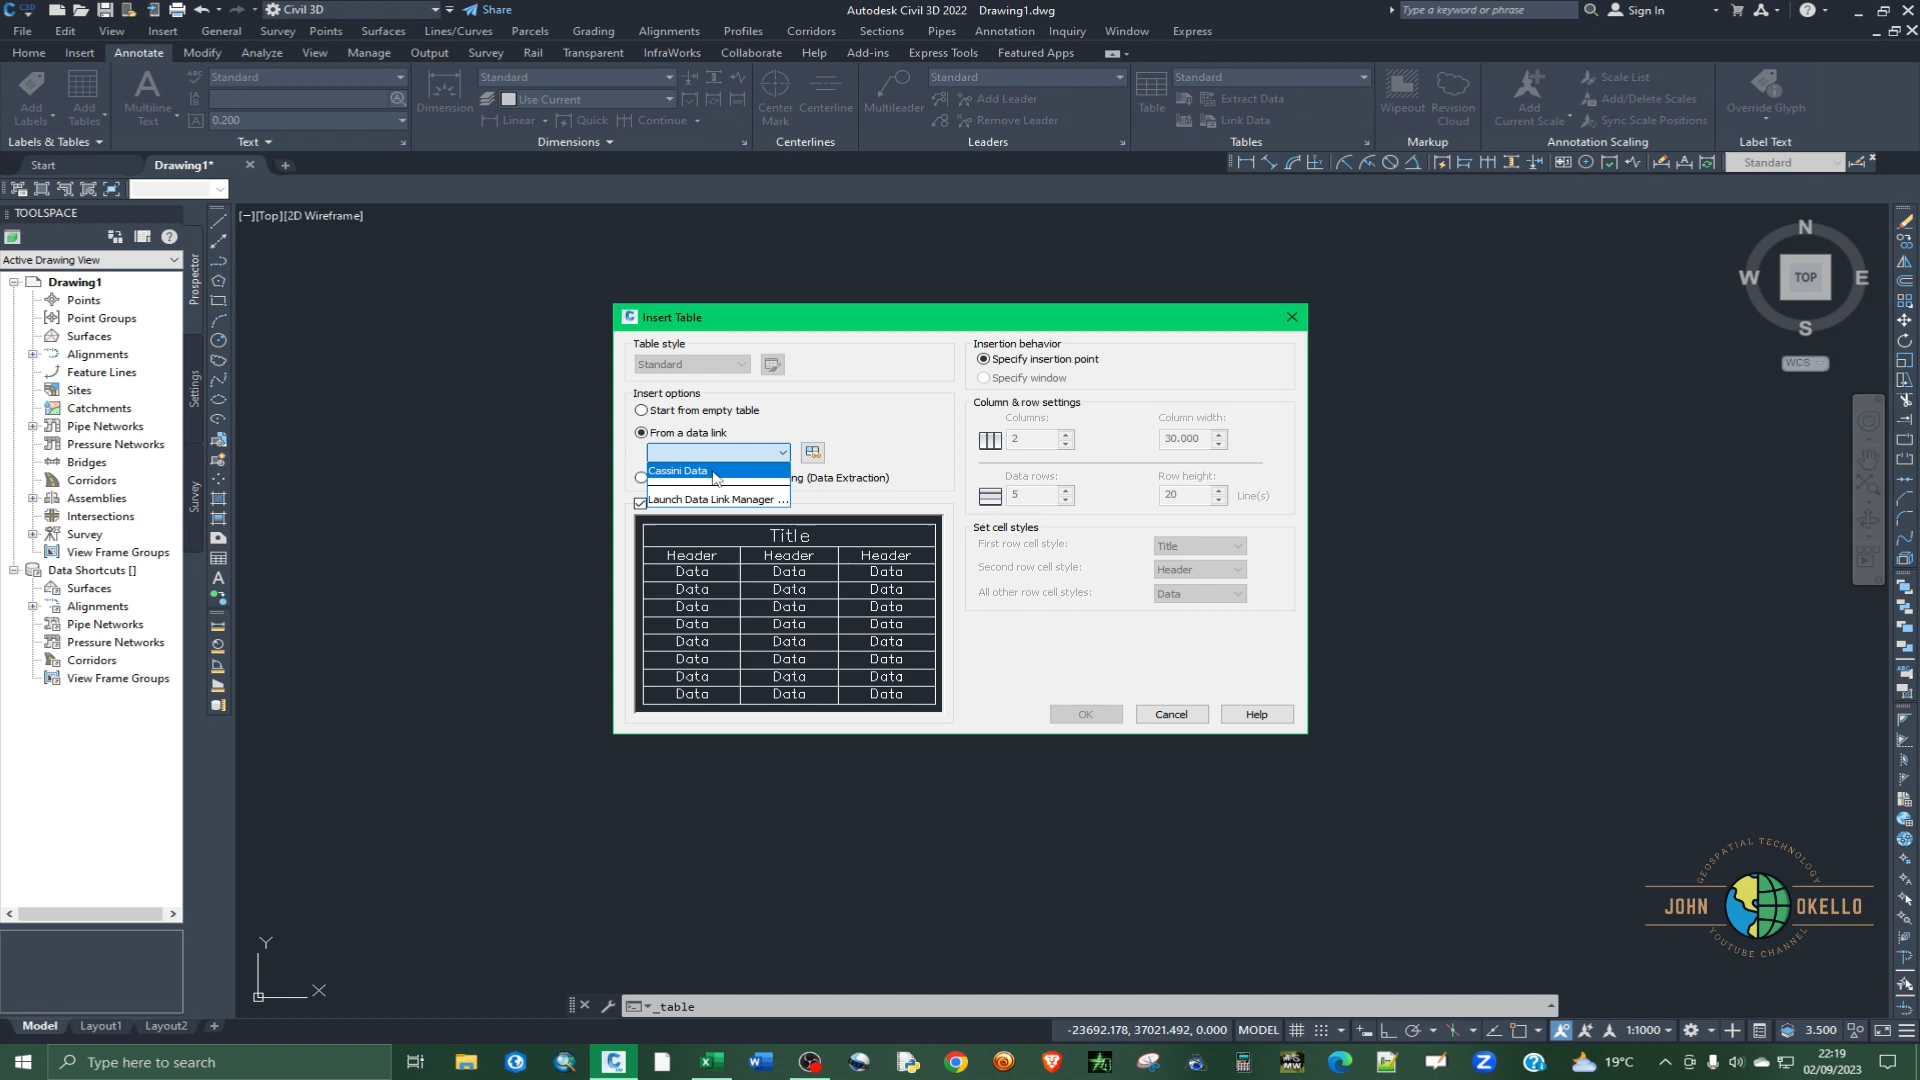 Civil 3D
Share
Autodesk Civil 3D 2022 Drawing1.dwg
Type a keyword or phrase
Sign In
File Edit View Insert General Survey Points Surfaces Lines/Curves Parcels Grading Alignments Profiles Corridors Sections Pipes Annotation Inquiry Window Express
Home Insert Annotate Modify Analyze View Manage Output Survey Rail Transparent InfraWorks Collaborate Help Add-ins Express Tools Featured Apps
Add Labels
Add Tables
Multiline Text
Standard
0.200
Dimension
Standard
Use Current
Linear Quick Continue
Center Mark
Centerline
Multileader
Standard
Add Leader
Remove Leader
Table
Standard
Extract Data
Link Data
Wipeout
Revision Cloud
Add Current Scale
Scale List
Add/Delete Scales
Sync Scale Positions
Override Glyph
Labels & Tables Text Dimensions Centerlines Leaders Tables Markup Annotation Scaling Label Text
Start Drawing1*
Standard
TOOLSPACE
[−][Top][2D Wireframe]
Active Drawing View
Prospector
Settings
Survey
Drawing1
Points
Point Groups
Surfaces
Alignments
Feature Lines
Sites
Catchments
Pipe Networks
Pressure Networks
Bridges
Corridors
Assemblies
Intersections
Survey
View Frame Groups
Data Shortcuts []
Surfaces
Alignments
Pipe Networks
Pressure Networks
Corridors
View Frame Groups
N
W TOP E
S
WCS
Insert Table
Table style
Standard
Insert options
Start from empty table
From a data link
Cassini Data
ng (Data Extraction)
Launch Data Link Manager ...
Title
Header Header Header
Data Data Data
Data Data Data
Data Data Data
Data Data Data
Data Data Data
Data Data Data
Data Data Data
Data Data Data
Insertion behavior
Specify insertion point
Specify window
Column & row settings
Columns: Column width:
2 30.000
Data rows: Row height:
5 20 Line(s)
Set cell styles
First row cell style: Title
Second row cell style: Header
All other row cell styles: Data
OK Cancel Help
GEOSPATIAL TECHNOLOGY
JOHN OKELLO
YOUTUBE CHANNEL
Y
X
_table
Model Layout1 Layout2
-23692.178, 37021.492, 0.000 MODEL 1:1000 3.500
Type here to search
19°C
22:19
02/09/2023